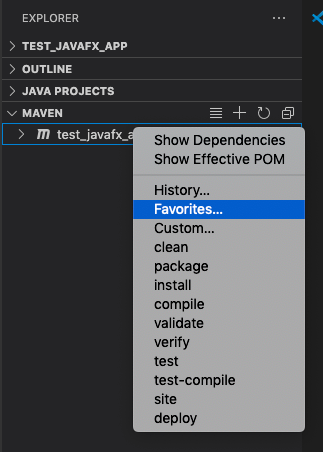 EXPLORER
TEST_JAVAFX_APP
OUTLINE
JAVA PROJECTS
MAVEN
m test_javafx_a
Show Dependencies
Show Effective POM
History...
Favorites...
Custom...
clean
package
install
compile
validate
verify
test
test-compile
site
deploy